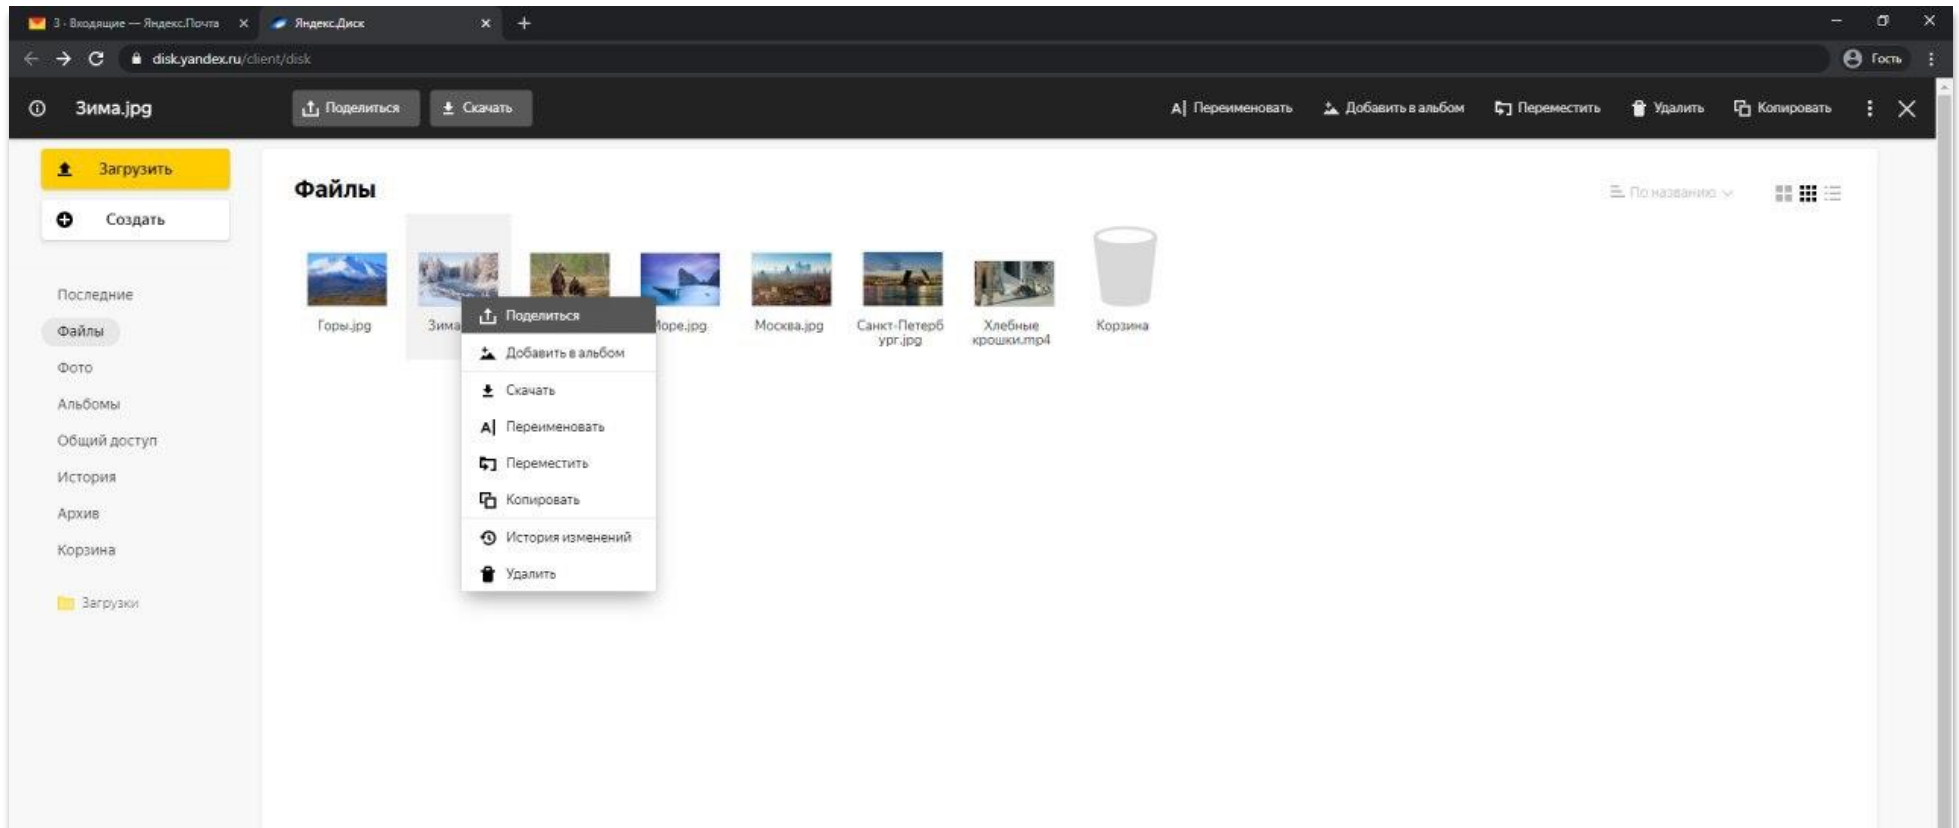 3 · Входящие — Яндекс.Почта
Яндекс.Диск
disk.yandex.ru/client/disk
Гость
Зима.jpg
Поделиться
Скачать
Переименовать
Добавить в альбом
Переместить
Удалить
Копировать
Загрузить
Создать
Последние
Файлы
Фото
Альбомы
Общий доступ
История
Архив
Корзина
Загрузки
Файлы
По названию
Горы.jpg
Зима
Море.jpg
Москва.jpg
Санкт-Петерб
ург.jpg
Хлебные
крошки.mp4
Корзина
Поделиться
Добавить в альбом
Скачать
Переименовать
Переместить
Копировать
История изменений
Удалить